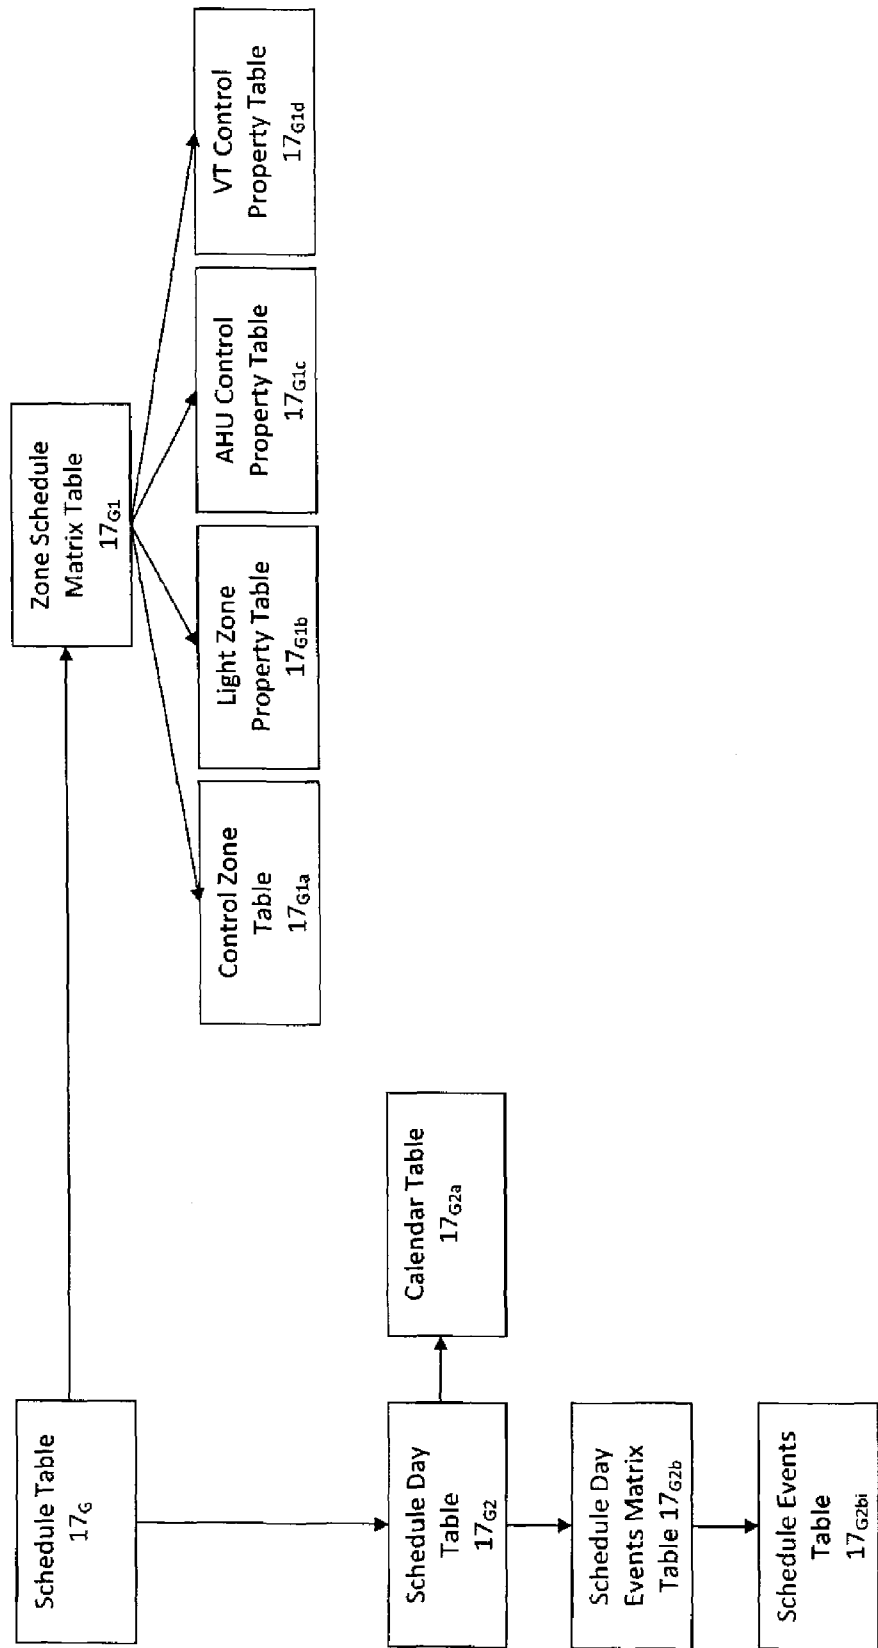 Schedule Table
17G
Zone Schedule
Matrix Table
17G1
Control Zone
Table
17G1a
Light Zone
Property Table
17G1b
AHU Control
Property Table
17G1c
VT Control
Property Table
17G1d
Schedule Day
Table
17G2
Calendar Table
17G2a
Schedule Day
Events Matrix
Table 17G2b
Schedule Events
Table
17G2bi